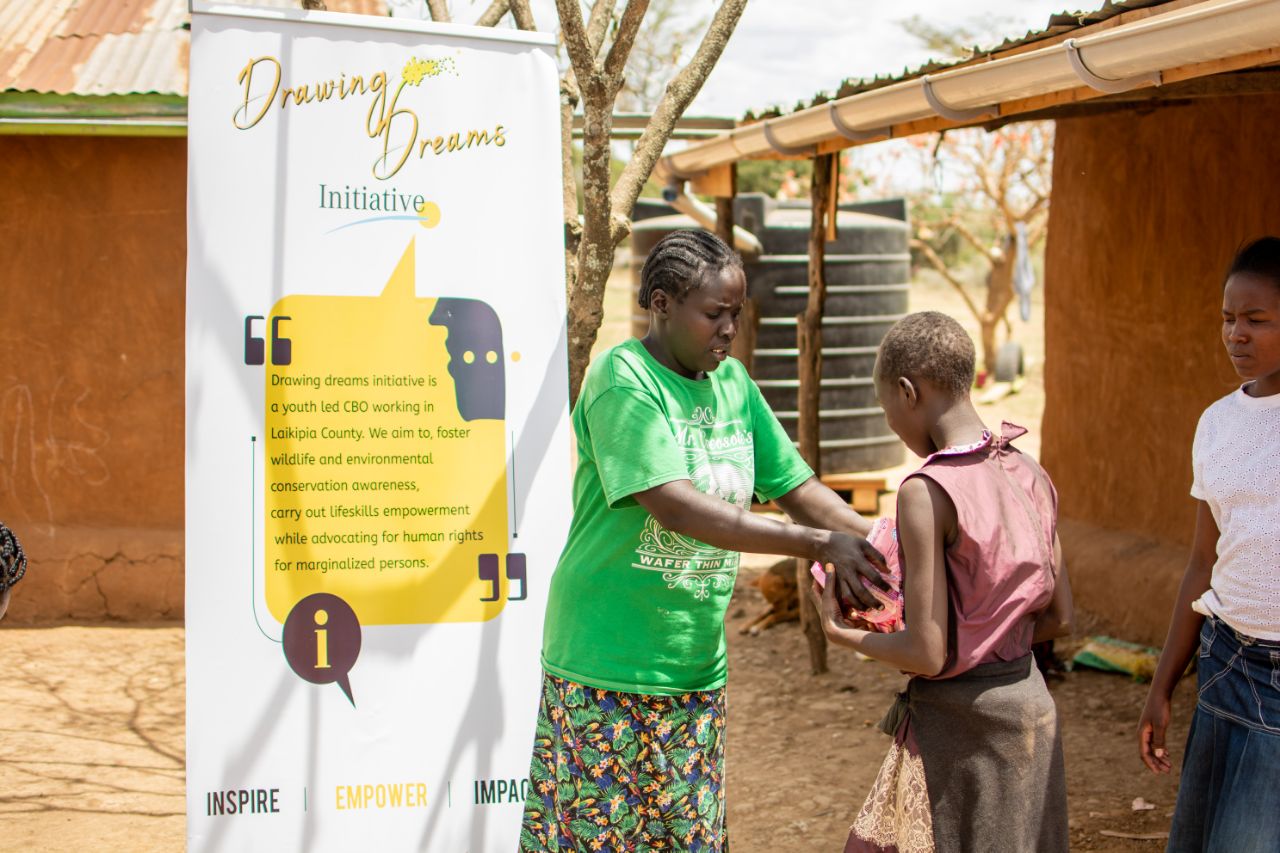 Drawing
Dreams
Initiative
Drawing dreams initiative is
a youth led CBO working in
Laikipia County. We aim to, foster
wildlife and environmental
conservation awareness,
carry out lifeskills empowerment
while advocating for human rights
for marginalized persons.
i
INSPIRE | EMPOWER | IMPAC
WAFER THIN